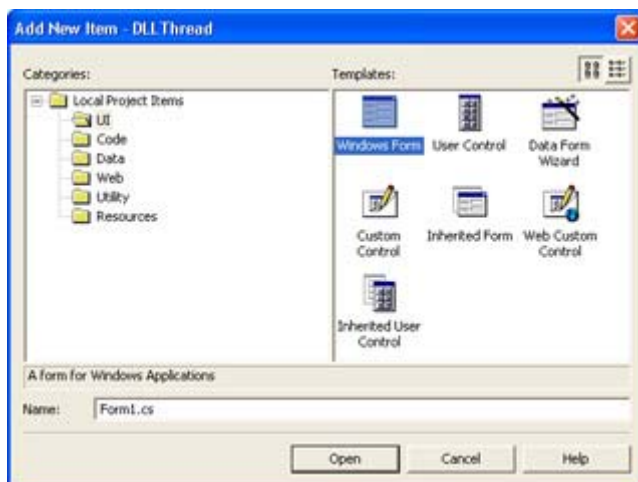 Add New Item - DLLThread
Categories:
Templates:
Local Project Items
UI
Code
Data
Web
Utility
Resources
Windows Form
User Control
Data Form
Wizard
Custom
Control
Inherited Form
Web Custom
Control
Inherited User
Control
A form for Windows Applications
Name:
Form1.cs
Open
Cancel
Help